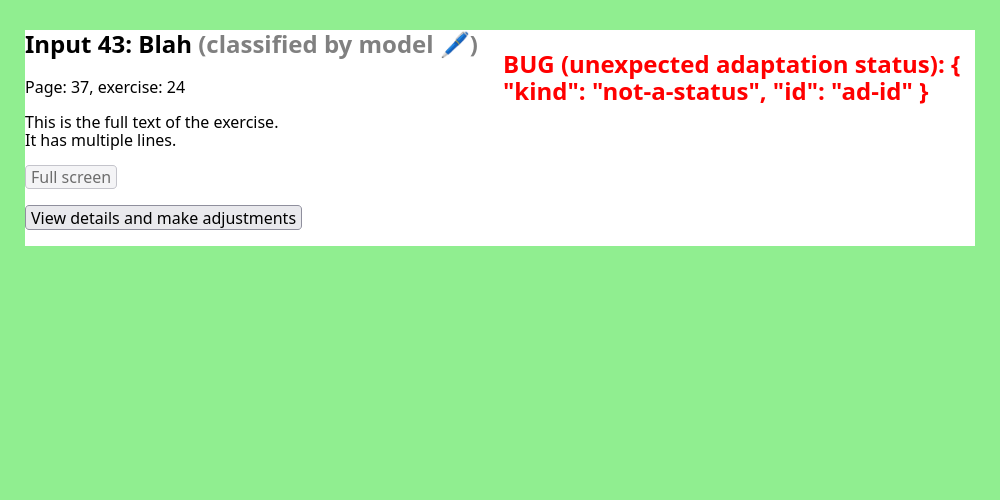 Input 43: Blah (classified by model 🖊️)
Page: 37, exercise: 24
This is the full text of the exercise.
It has multiple lines.
Full screen
View details and make adjustments
BUG (unexpected adaptation status): {
"kind": "not-a-status", "id": "ad-id" }